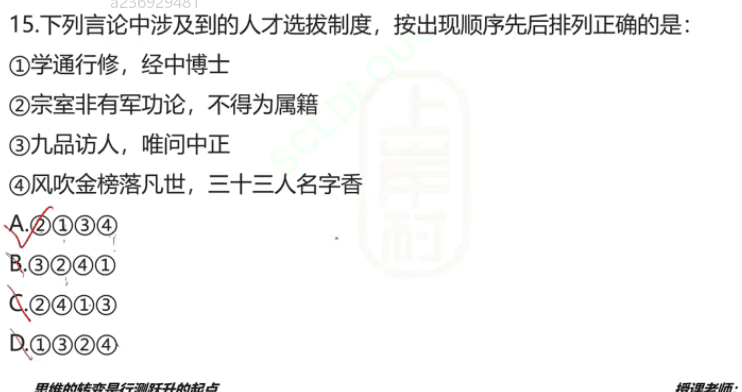 a236929481
15.下列言论中涉及到的人才选拔制度，按出现顺序先后排列正确的是：
①学通行修，经中博士
②宗室非有军功论，不得为属籍
③九品访人，唯问中正
④风吹金榜落凡世，三十三人名字香
A.②①③④
B.③②④①
C.②④①③
D.①③②④
思维的转变是行测跃升的起点
授课老师：
上岸村